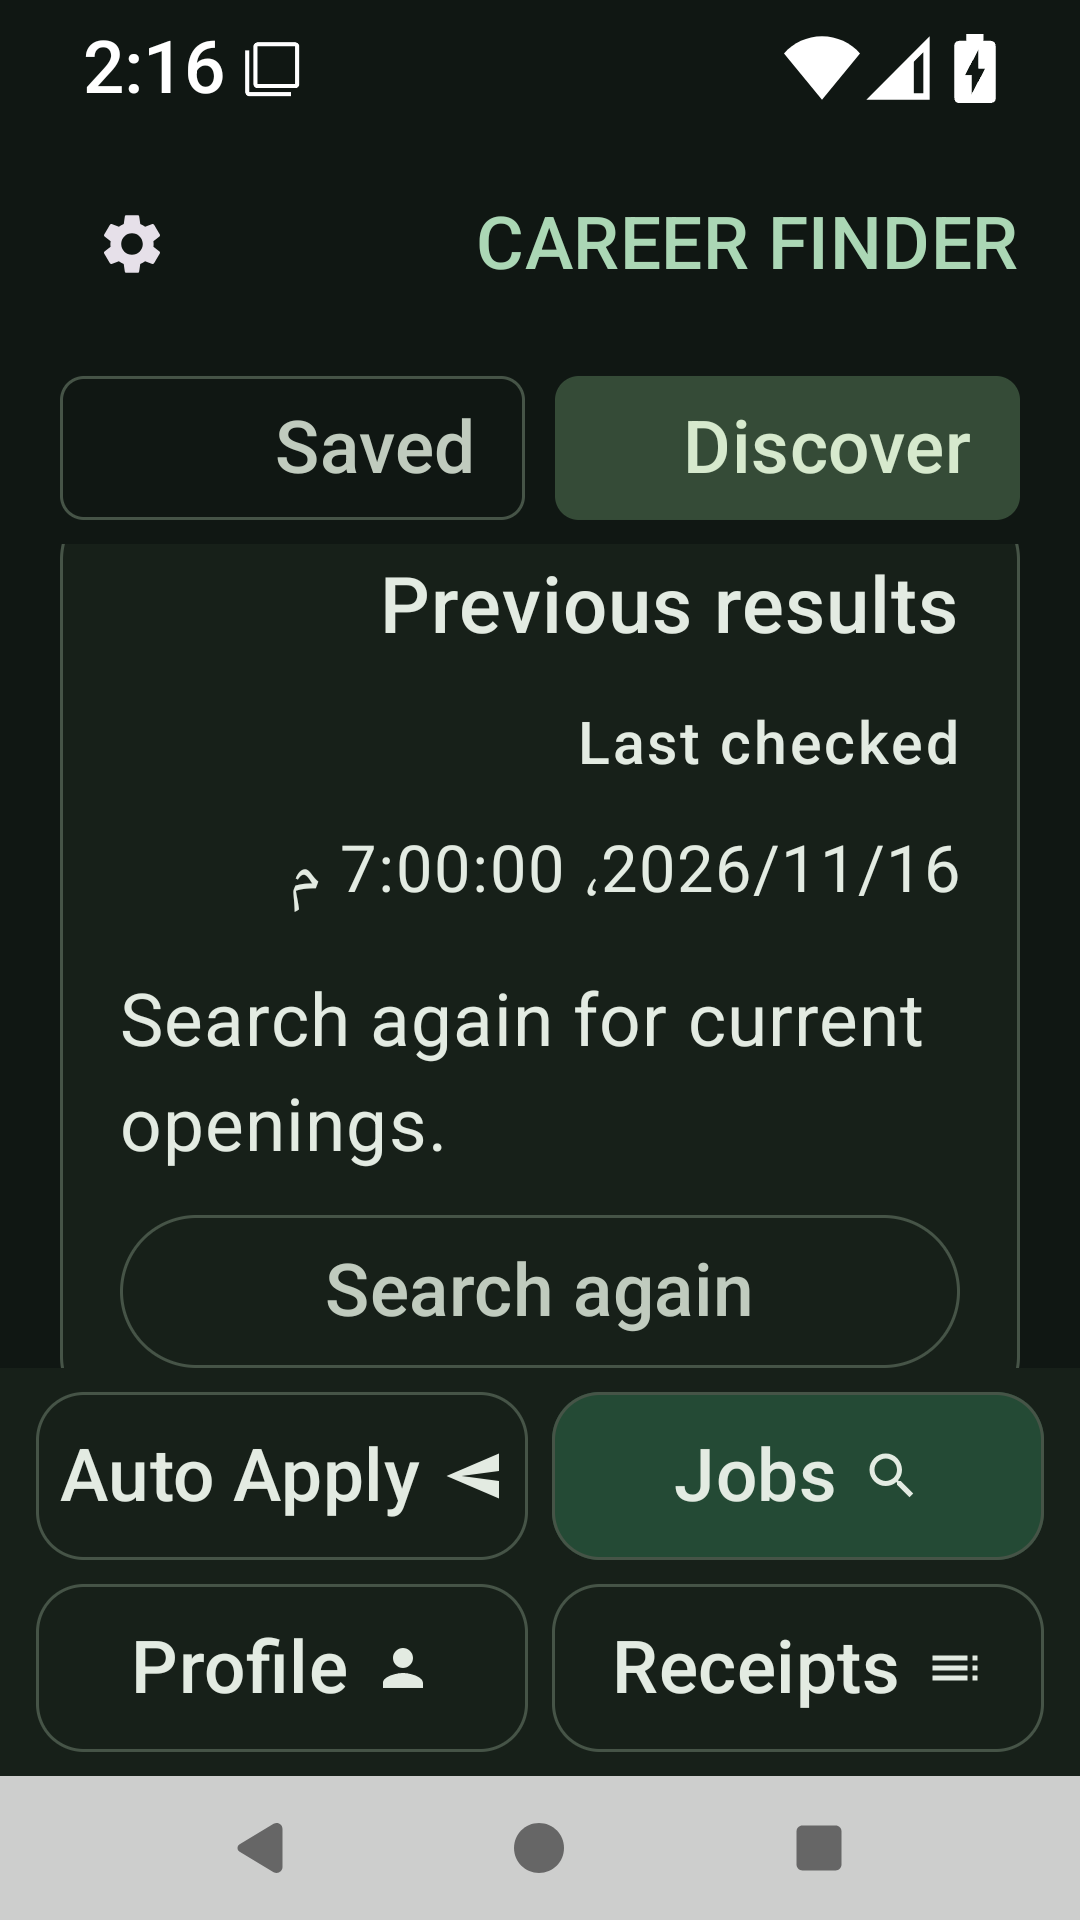 2:16
CAREER FINDER
Discover
Saved
Previous results
Last checked
16‏/11‏/2026، 7:00:00 م
Search again for current
openings.
Search again
Jobs
Auto Apply
Receipts
Profile